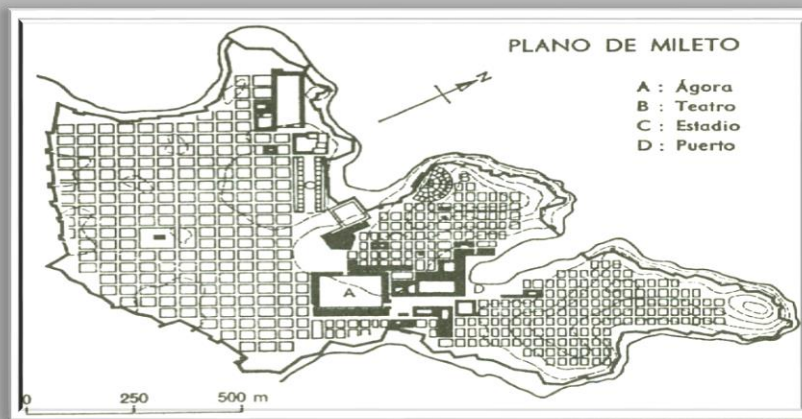 PLANO DE MILETO
N
A : Ágora
B : Teatro
C : Estadio
D : Puerto
C
A
D
0 250 500 m